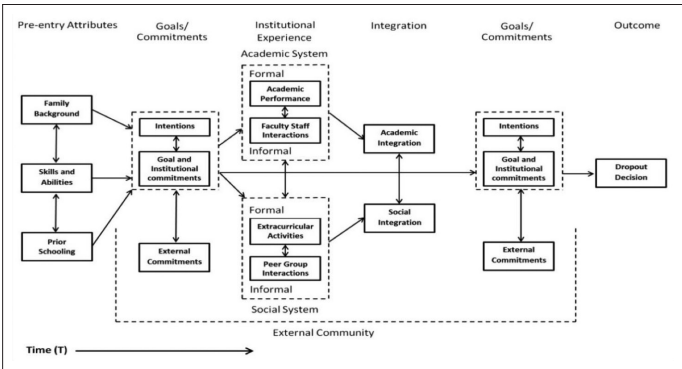 Pre-entry Attributes
Goals/
Commitments
Institutional
Experience
Integration
Goals/
Commitments
Outcome
Academic System
Formal
Academic
Performance
Faculty Staff
Interactions
Informal
Family
Background
Skills and
Abilities
Prior
Schooling
Intentions
Goal and
Institutional
commitments
External
Commitments
Formal
Extracurricular
Activities
Peer Group
Interactions
Informal
Social System
Academic
Integration
Social
Integration
Intentions
Goal and
Institutional
commitments
External
Commitments
Dropout
Decision
External Community
Time (T)